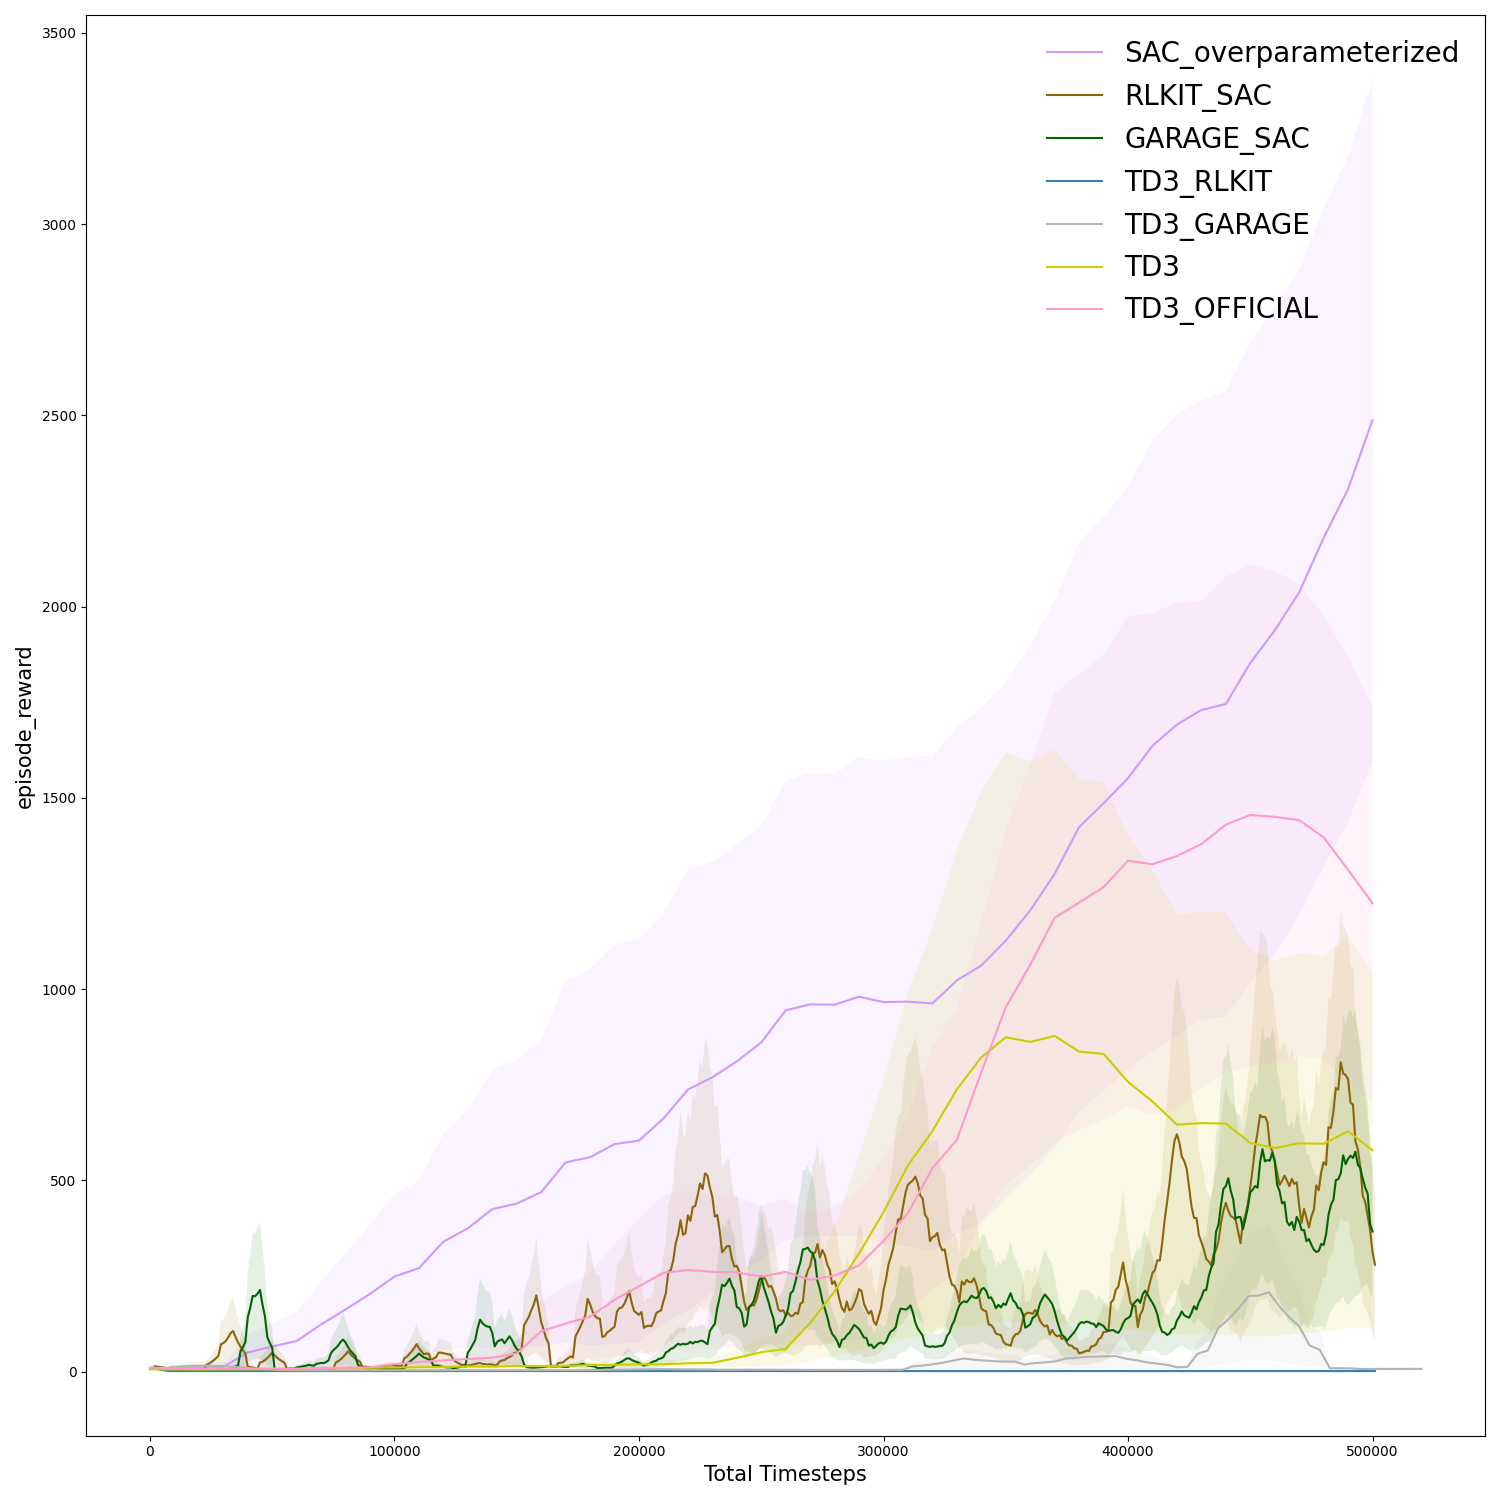 3500
3000
2500
2000
1500
1000
500
0
episode_reward
SAC_overparameterized
RLKIT_SAC
GARAGE_SAC
TD3_RLKIT
TD3_GARAGE
TD3
TD3_OFFICIAL
0 100000 200000 300000 400000 500000
Total Timesteps